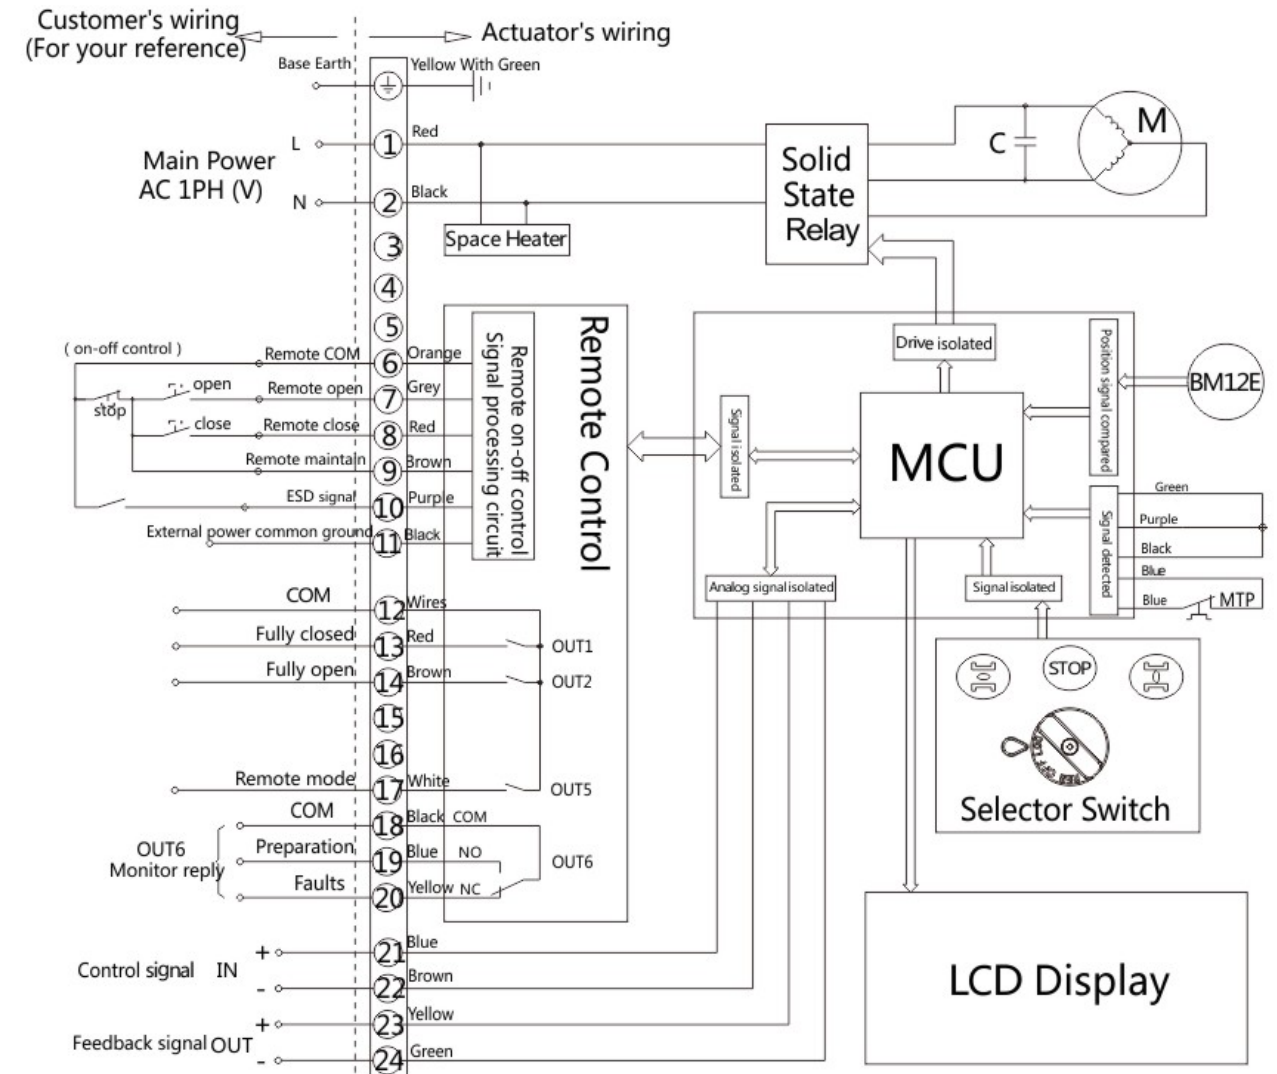 Customer's wiring
(For your reference)
Actuator's wiring
Base Earth
Yellow With Green
Main Power
AC 1PH (V)
L
1
Red
N
2
Black
Space Heater
Solid
State
Relay
C
M
3
4
5
( on-off control )
Remote COM
6
Orange
stop
open
Remote open
7
Grey
close
Remote close
8
Red
Remote maintain
9
Brown
ESD signal
10
Purple
External power common ground
11
Black
Remote on-off control
Signal processing circuit
Remote Control
Signal isolated
Drive isolated
MCU
Position signal compared
BM12E
Signal detected
Green
Purple
Black
Blue
Blue
MTP
Analog signal isolated
Signal isolated
COM
12
Wires
Fully closed
13
Red
OUT1
Fully open
14
Brown
OUT2
15
16
Remote mode
17
White
OUT5
COM
18
Black
COM
OUT6
Monitor reply
Preparation
19
Blue
NO
OUT6
Faults
20
Yellow
NC
STOP
Selector Switch
Control signal IN
+
21
Blue
-
22
Brown
Feedback signal OUT
+
23
Yellow
-
24
Green
LCD Display